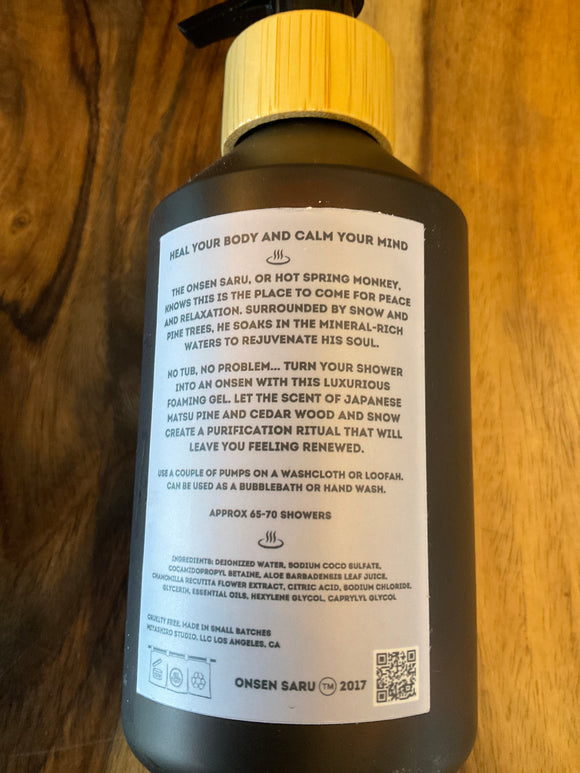 HEAL YOUR BODY AND CALM YOUR MIND
THE ONSEN SARU, OR HOT SPRING MONKEY,
KNOWS THIS IS THE PLACE TO COME FOR PEACE
AND RELAXATION. SURROUNDED BY SNOW AND
PINE TREES, HE SOAKS IN THE MINERAL-RICH
WATERS TO REJUVENATE HIS SOUL.
NO TUB, NO PROBLEM... TURN YOUR SHOWER
INTO AN ONSEN WITH THIS LUXURIOUS
FOAMING GEL. LET THE SCENT OF JAPANESE
MATSU PINE AND CEDAR WOOD AND SNOW
CREATE A PURIFICATION RITUAL THAT WILL
LEAVE YOU FEELING RENEWED.
USE A COUPLE OF PUMPS ON A WASHCLOTH OR LOOFAH.
CAN BE USED AS A BUBBLEBATH OR HAND WASH.
APPROX 65-70 SHOWERS
INGREDIENTS: DEIONIZED WATER, SODIUM COCO SULFATE,
COCAMIDOPROPYL BETAINE, ALOE BARBADENSIS LEAF JUICE,
CHAMOMILLA RECUTITA FLOWER EXTRACT, CITRIC ACID, SODIUM CHLORIDE,
GLYCERIN, ESSENTIAL OILS, HEXYLENE GLYCOL, CAPRYLYL GLYCOL
CRUELTY FREE, MADE IN SMALL BATCHES
MIYASHIRO STUDIO, LLC LOS ANGELES, CA
ONSEN SARU TM 2017